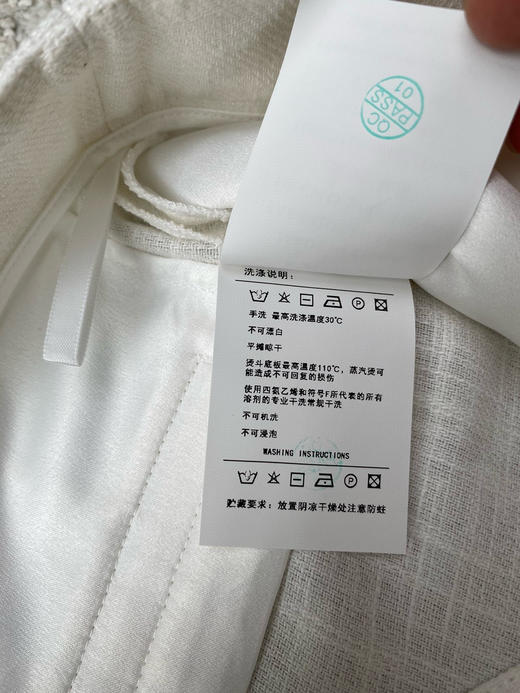 QC
PASS
01
洗涤说明:
P
手洗 最高洗涤温度30℃
不可漂白
平摊晾干
熨斗底板最高温度110℃，蒸汽烫可
能造成不可回复的损伤
使用四氯乙烯和符号F所代表的所有
溶剂的专业干洗常规干洗
不可机洗
不可浸泡
WASHING INSTRUCTIONS
P
贮藏要求：放置阴凉干燥处注意防蛀